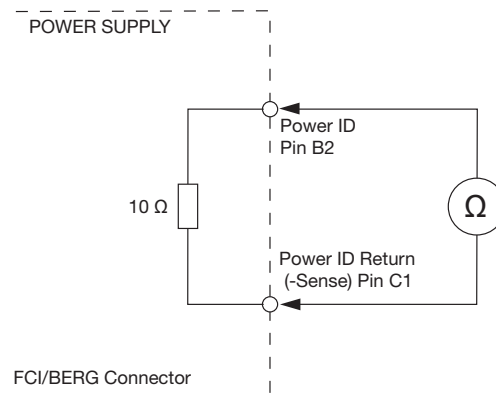 POWER SUPPLY
Power ID
Pin B2
10 Ω
Ω
Power ID Return
(-Sense) Pin C1
FCI/BERG Connector